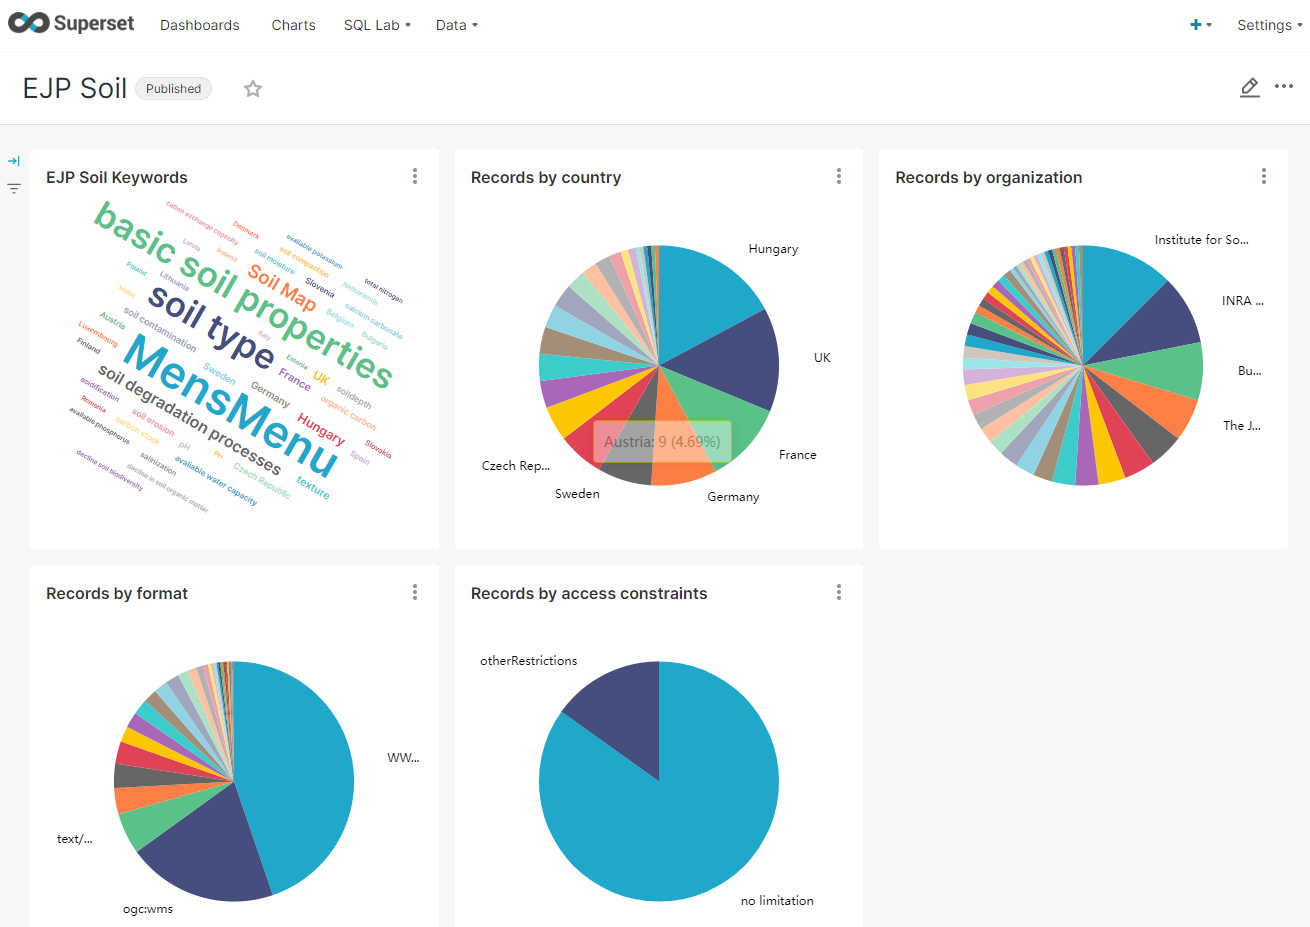 Superset
Dashboards
Charts
SQL Lab
Data
Settings
EJP Soil
Published
EJP Soil Keywords
cation exchange capacity
Denmark
available potassium
basic soil properties
Latvia
Ireland
soil moisture
soil compaction
total nitrogen
Poland
Lithuania
Soil Map
Slovenia
Netherlands
calcium carbonate
Malta
soil type
Belgium
Bulgaria
Austria
soil contamination
Italy
Luxembourg
Finland
MensMenu
Sweden
Estonia
France
UK
soildepth
acidification
soil degradation processes
Germany
organic carbon
Romania
soil erosion
Hungary
Slovakia
available phosphorus
carbon stock
pH
PH
Spain
salinization
available water capacity
Czech Republic
texture
decline soil biodiversity
decline in soil organic matter
Records by country
Hungary
UK
France
Germany
Sweden
Czech Rep...
Austria: 9 (4.69%)
Records by organization
Institute for So...
INRA ...
Bu...
The J...
Records by format
WW...
text/...
ogc:wms
Records by access constraints
otherRestrictions
no limitation